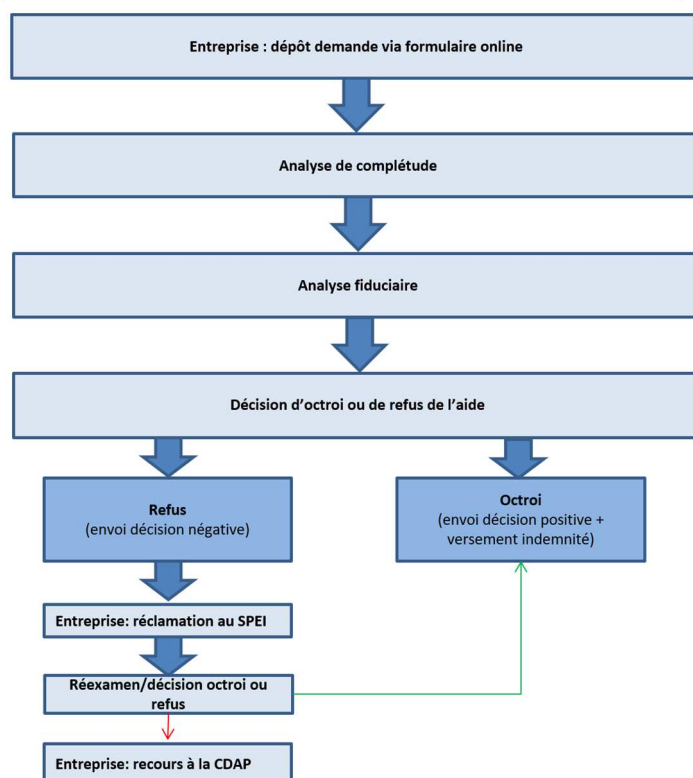 Entreprise : dépôt demande via formulaire online
Analyse de complétude
Analyse fiduciaire
Décision d’octroi ou de refus de l’aide
Refus
(envoi décision négative)
Octroi
(envoi décision positive +
versement indemnité)
Entreprise: réclamation au SPEI
Réexamen/décision octroi ou
refus
Entreprise: recours à la CDAP